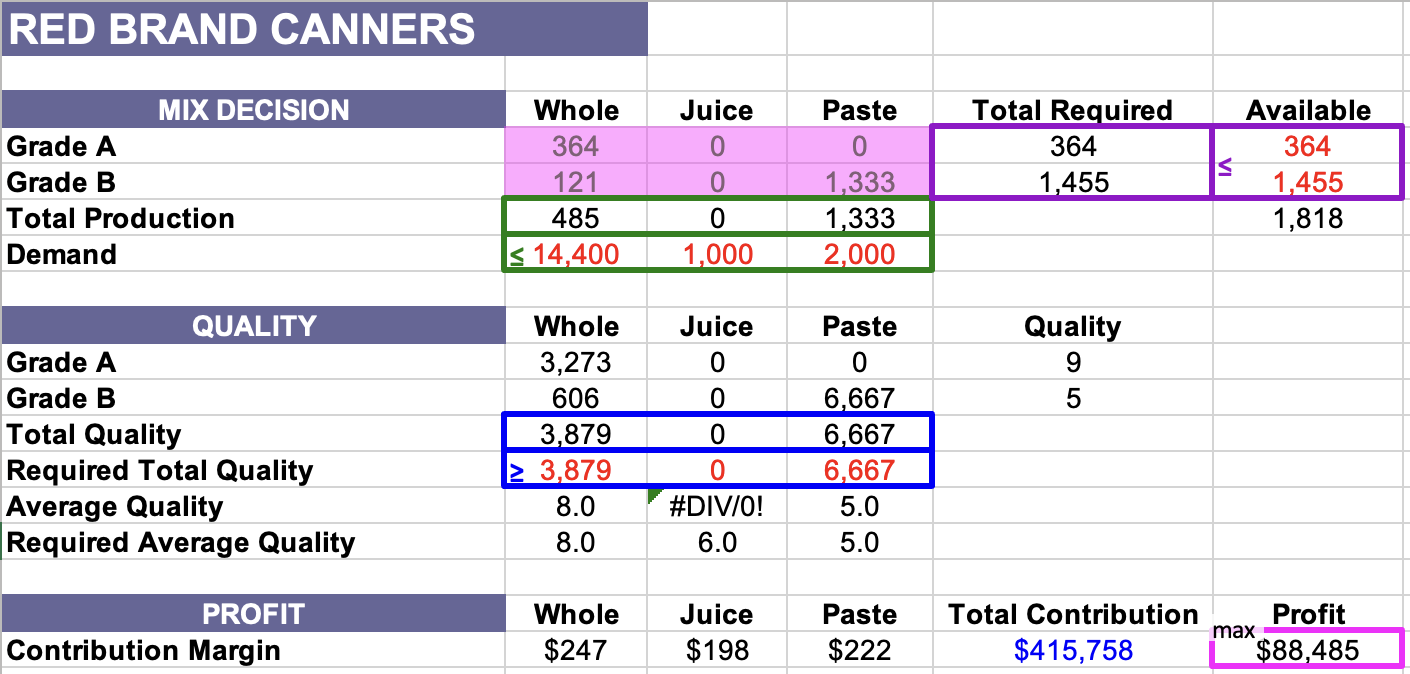 RED BRAND CANNERS
MIX DECISION Whole Juice Paste Total Required Available
Grade A 364 0 0 364 ≤ 364
Grade B 121 0 1,333 1,455 1,455
Total Production 485 0 1,333 1,818
Demand ≤ 14,400 1,000 2,000
QUALITY Whole Juice Paste Quality
Grade A 3,273 0 0 9
Grade B 606 0 6,667 5
Total Quality 3,879 0 6,667
Required Total Quality ≥ 3,879 0 6,667
Average Quality 8.0 #DIV/0! 5.0
Required Average Quality 8.0 6.0 5.0
PROFIT Whole Juice Paste Total Contribution Profit
Contribution Margin $247 $198 $222 $415,758 max $88,485